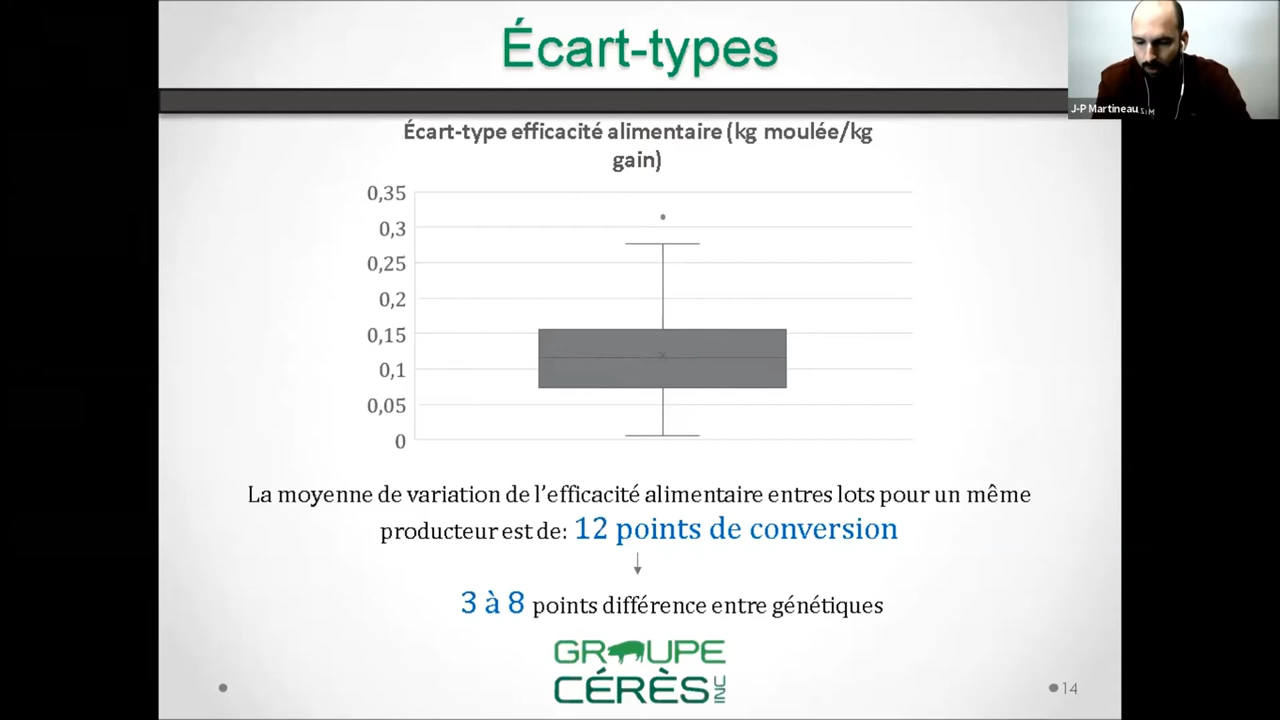 Écart-types
J-P Martineau
Écart-type efficacité alimentaire (kg moulée/kg
gain)
0,35
0,3
0,25
0,2
0,15
0,1
0,05
0
La moyenne de variation de l'efficacité alimentaire entres lots pour un même
producteur est de: 12 points de conversion
3 à 8 points différence entre génétiques
GROUPE
CÉRÈS INC
14